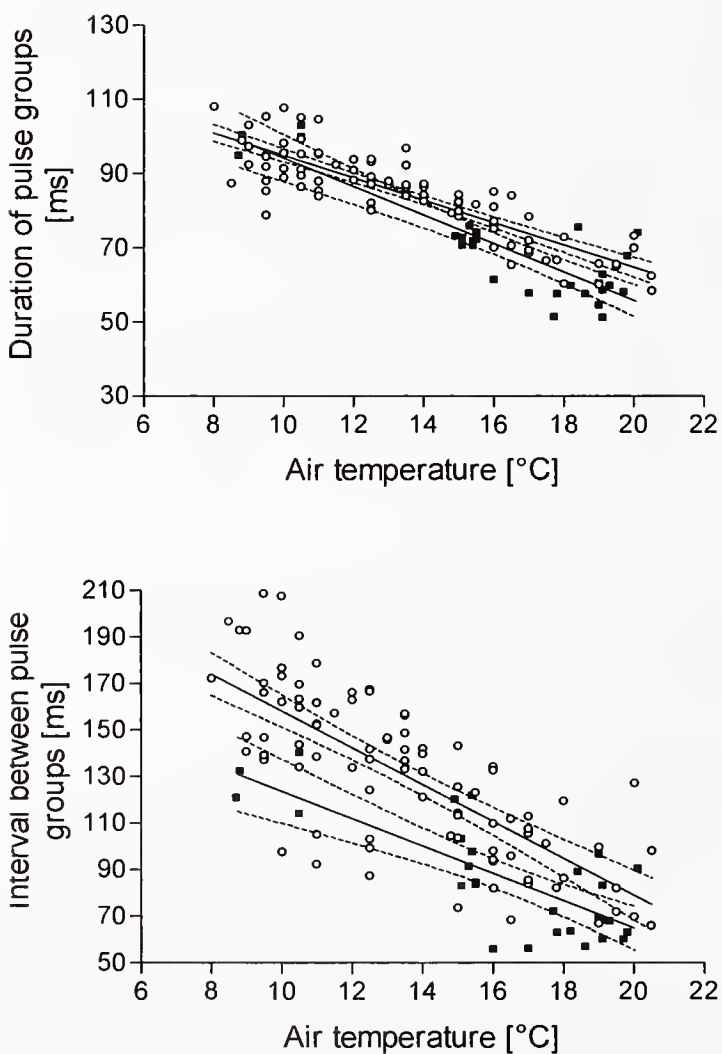 130
110
90
70
50
30
Duration of pulse groups
[ms]
6 8 10 12 14 16 18 20 22
Air temperature [°C]
210
190
170
150
130
110
90
70
50
Interval between pulse
groups [ms]
6 8 10 12 14 16 18 20 22
Air temperature [°C]